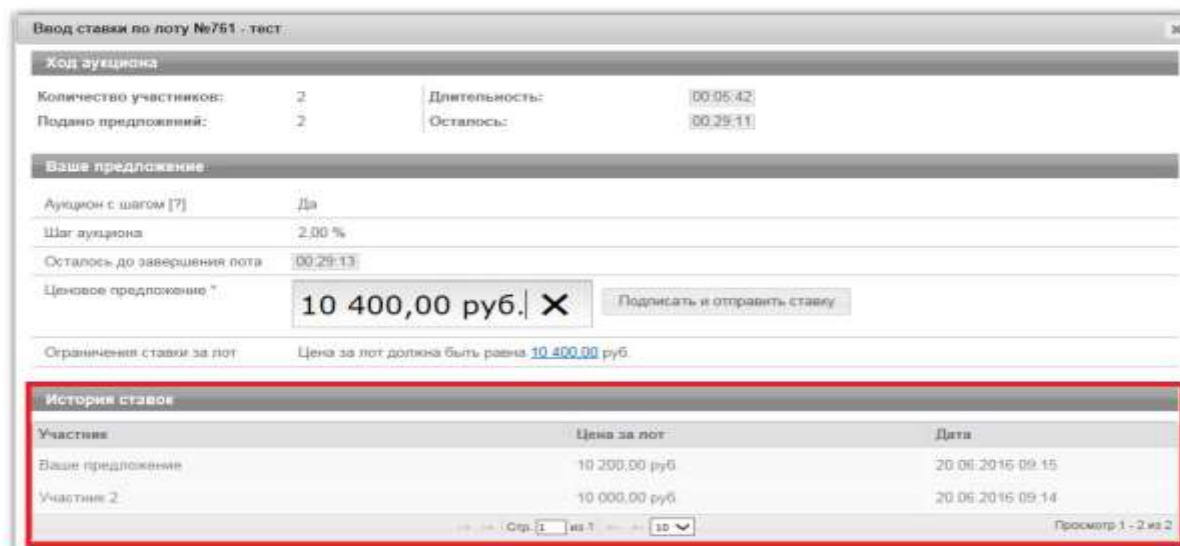 Ввод ставки по лоту №761 - тест
Ход аукциона
Количество участников: 2 Длительность: 00:05:42
Подано предложений: 2 Осталось: 00:29:11
Ваше предложение
Аукцион с шагом [?] Да
Шаг аукциона 2,00 %
Осталось до завершения лота 00:29:13
Ценовое предложение * 10 400,00 руб. Подписать и отправить ставку
Ограничения ставки за лот Цена за лот должна быть равна 10 400,00 руб.
История ставок
Участник Цена за лот Дата
Ваше предложение 10 200,00 руб. 20.06.2016 09:15
Участник 2 10 000,00 руб. 20.06.2016 09:14
Стр. 1 из 1 10 Просмотр 1 - 2 из 2